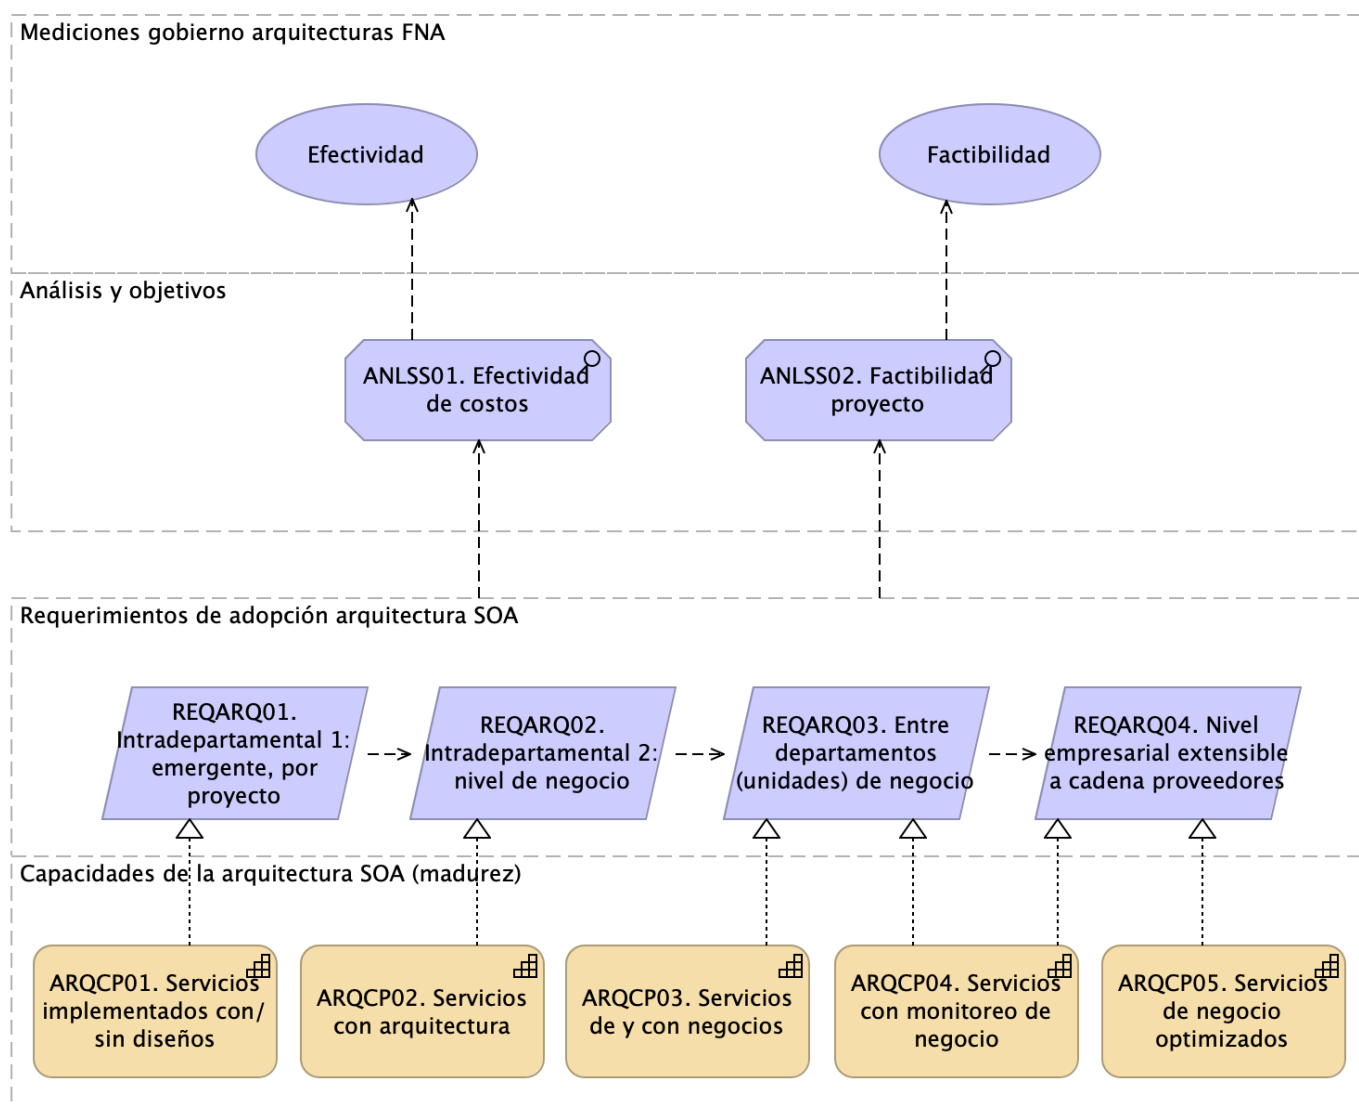 Mediciones gobierno arquitecturas FNA
Efectividad
Factibilidad
Análisis y objetivos
ANLSS01. Efectividad
de costos
ANLSS02. Factibilidad
proyecto
Requerimientos de adopción arquitectura SOA
REQARQ01.
Intradepartamental 1:
emergente, por
proyecto
REQARQ02.
Intradepartamental 2:
nivel de negocio
REQARQ03. Entre
departamentos
(unidades) de negocio
REQARQ04. Nivel
empresarial extensible
a cadena proveedores
Capacidades de la arquitectura SOA (madurez)
ARQCP01. Servicios
implementados con/
sin diseños
ARQCP02. Servicios
con arquitectura
ARQCP03. Servicios
de y con negocios
ARQCP04. Servicios
con monitoreo de
negocio
ARQCP05. Servicios
de negocio
optimizados